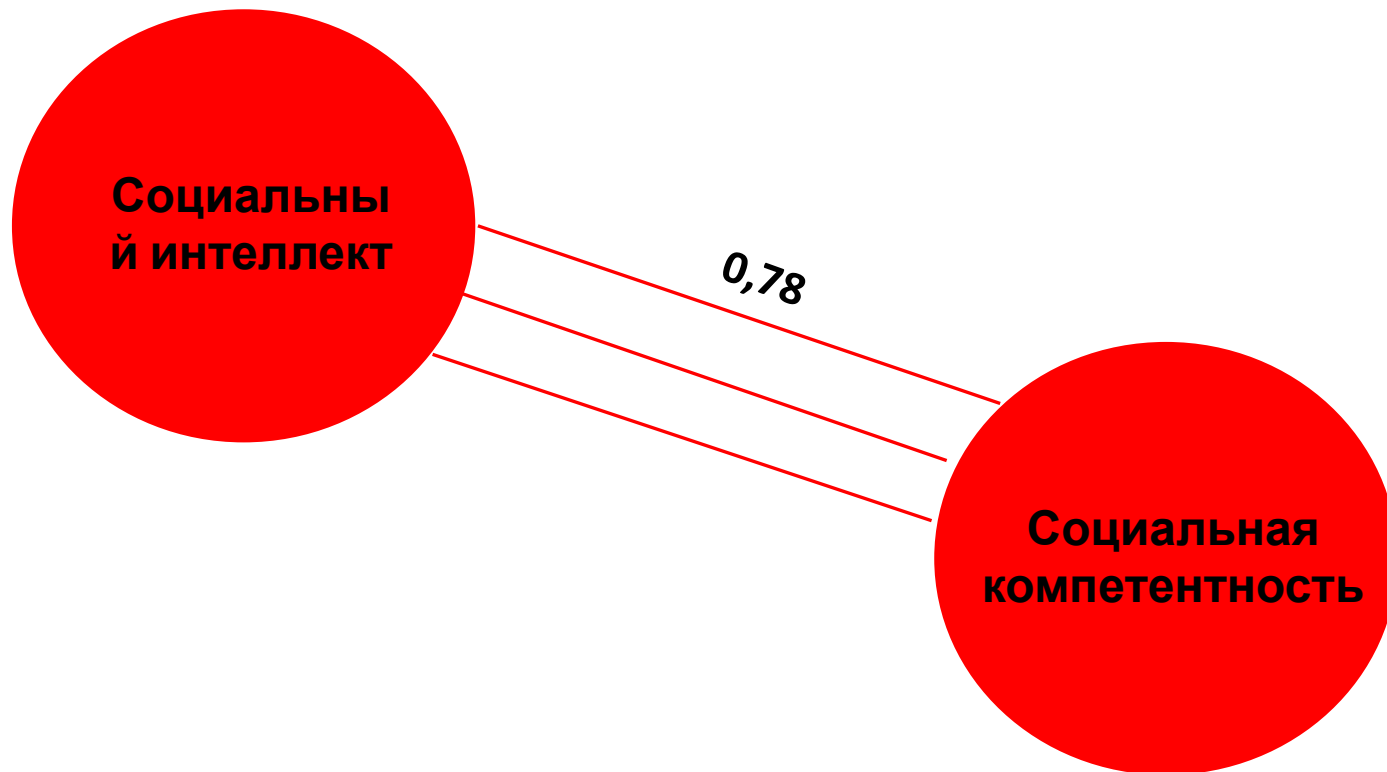 Социальны
й интеллект
0,78
Социальная
компетентность